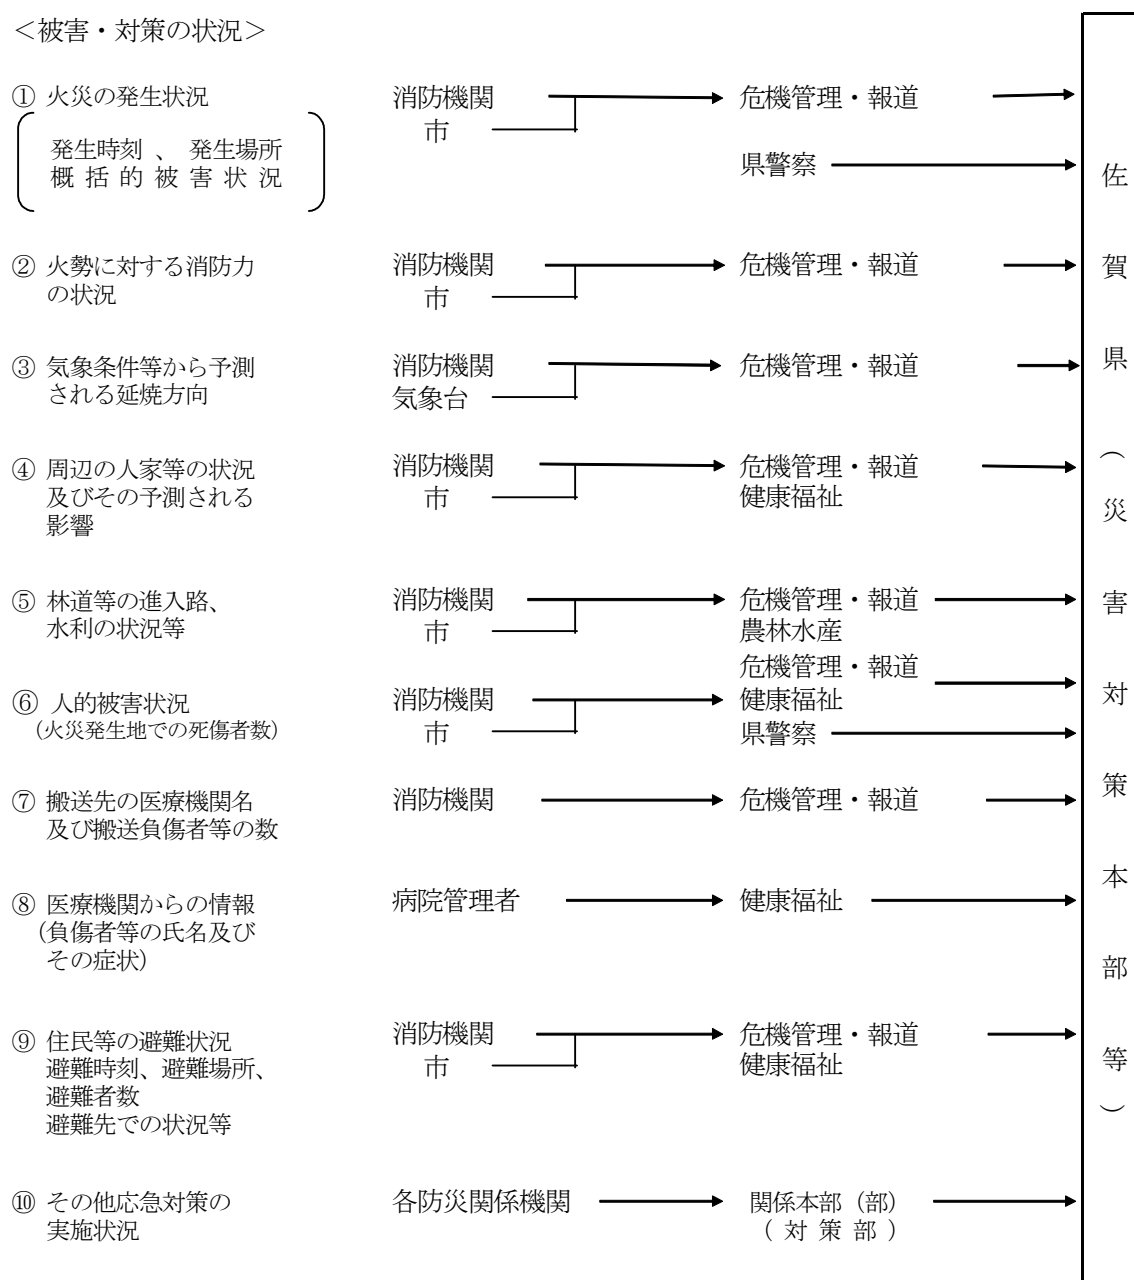 ＜被害・対策の状況＞
① 火災の発生状況
発生時刻 、 発生場所
概 括 的 被 害 状 況
消防機関
市
危機管理・報道
県警察
② 火勢に対する消防力
の状況
消防機関
市
危機管理・報道
③ 気象条件等から予測
される延焼方向
消防機関
気象台
危機管理・報道
④ 周辺の人家等の状況
及びその予測される
影響
消防機関
市
危機管理・報道
健康福祉
⑤ 林道等の進入路、
水利の状況等
消防機関
市
危機管理・報道
農林水産
⑥ 人的被害状況
（火災発生地での死傷者数）
消防機関
市
危機管理・報道
健康福祉
県警察
⑦ 搬送先の医療機関名
及び搬送負傷者等の数
消防機関
危機管理・報道
⑧ 医療機関からの情報
（負傷者等の氏名及び
その症状）
病院管理者
健康福祉
⑨ 住民等の避難状況
避難時刻、避難場所、
避難者数
避難先での状況等
消防機関
市
危機管理・報道
健康福祉
⑩ その他応急対策の
実施状況
各防災関係機関
関係本部（部）
（ 対 策 部 ）
佐賀県（災害対策本部等）